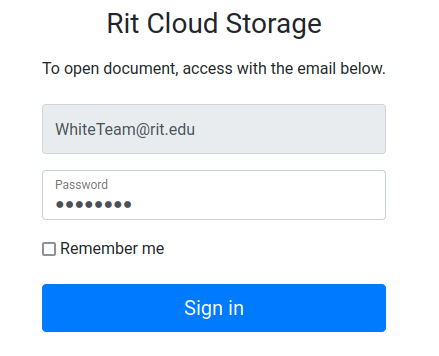 Rit Cloud Storage
To open document, access with the email below.
WhiteTeam@rit.edu
Password
●●●●●●●●
Remember me
Sign in